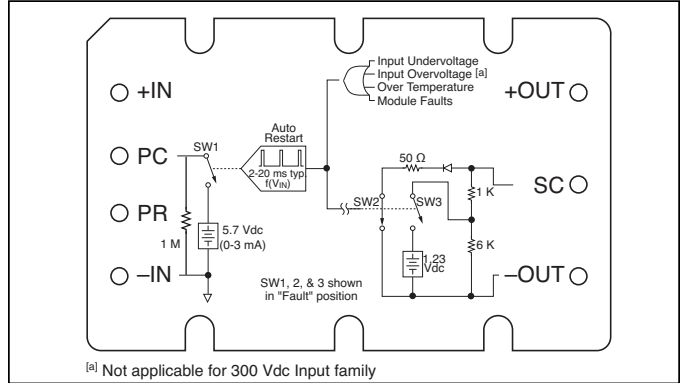 Input Undervoltage
Input Overvoltage [a]
Over Temperature
Module Faults
+IN
+OUT
Auto
Restart
2-20 ms typ.
f(VIN)
PC
SW1
50 Ω
SC
1 K
SW2
SW3
PR
1 M
5.7 Vdc
(0-3 mA)
6 K
1.23
Vdc
–IN
–OUT
SW1, 2, & 3 shown
in "Fault" position
[a] Not applicable for 300 Vdc Input family